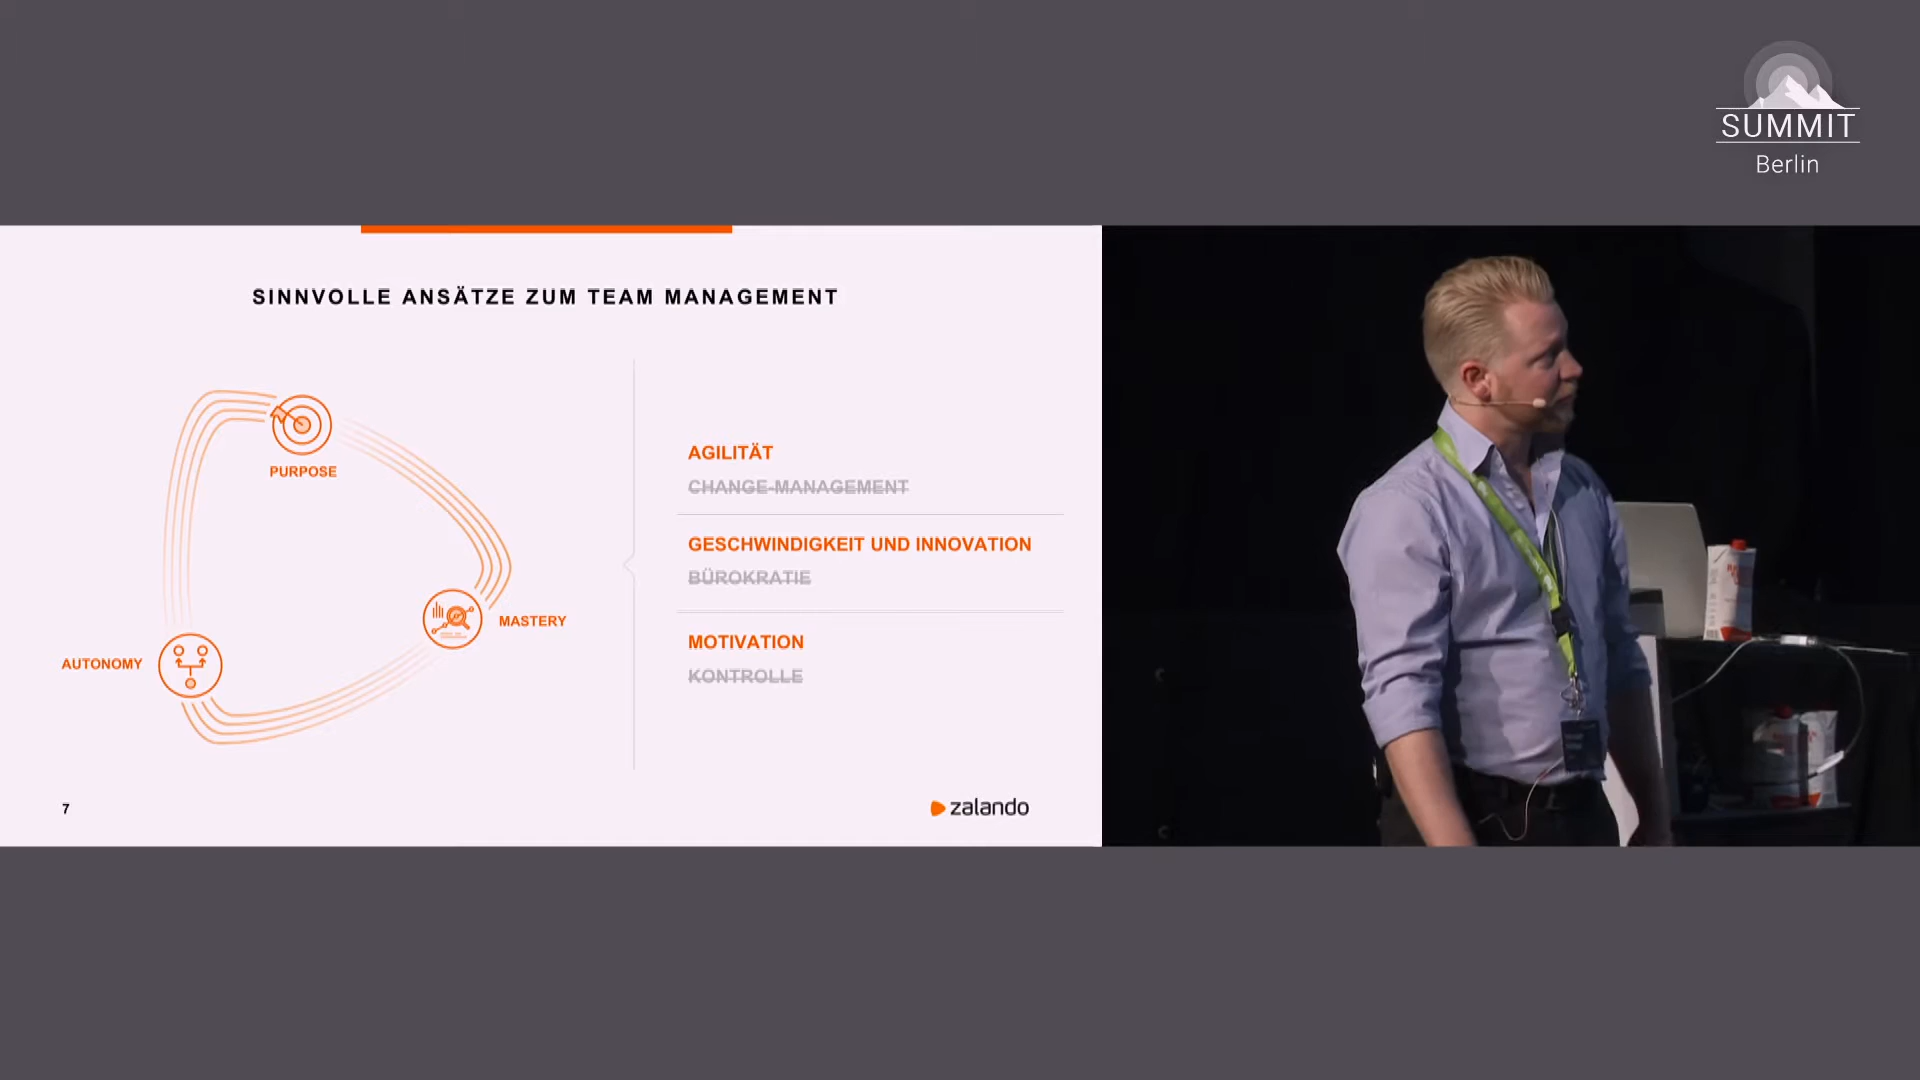 SUMMIT
Berlin
SINNVOLLE ANSÄTZE ZUM TEAM MANAGEMENT
PURPOSE
MASTERY
AUTONOMY
AGILITÄT
CHANGE-MANAGEMENT
GESCHWINDIGKEIT UND INNOVATION
BÜROKRATIE
MOTIVATION
KONTROLLE
7
zalando